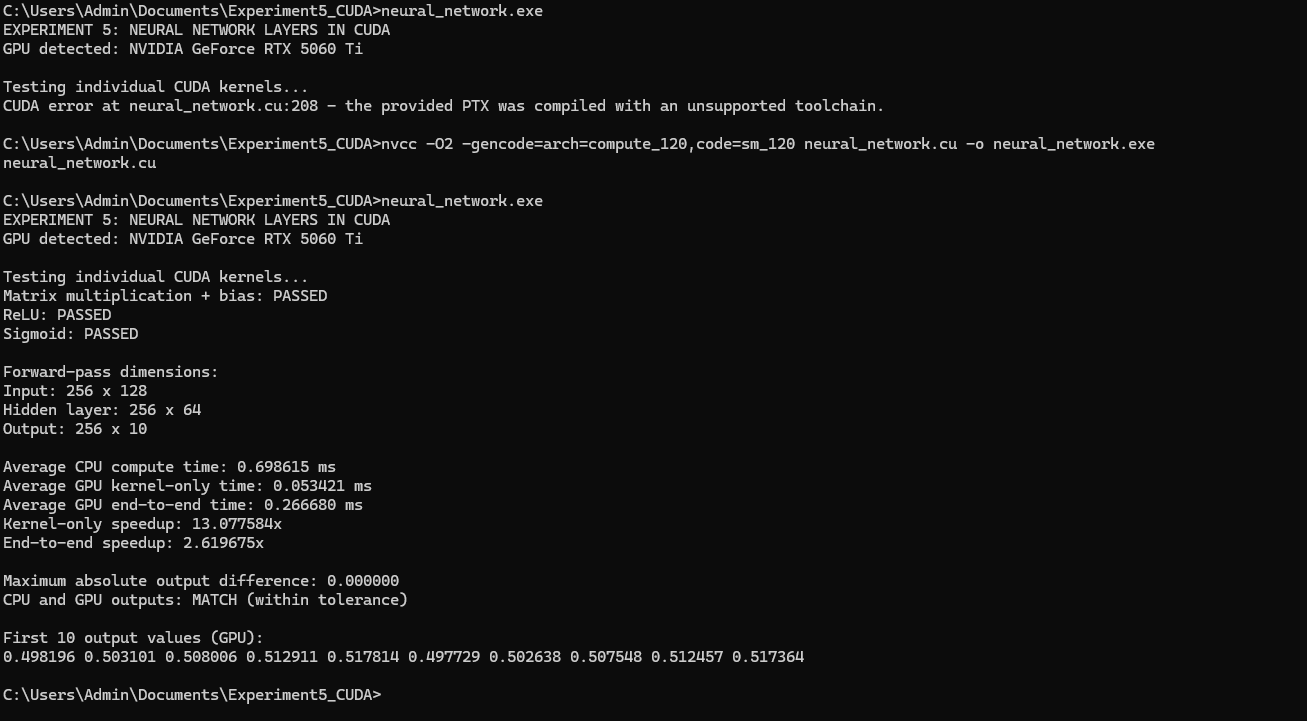 C:\Users\Admin\Documents\Experiment5_CUDA>neural_network.exe
EXPERIMENT 5: NEURAL NETWORK LAYERS IN CUDA
GPU detected: NVIDIA GeForce RTX 5060 Ti
Testing individual CUDA kernels...
CUDA error at neural_network.cu:208 - the provided PTX was compiled with an unsupported toolchain.
C:\Users\Admin\Documents\Experiment5_CUDA>nvcc -O2 -gencode=arch=compute_120,code=sm_120 neural_network.cu -o neural_network.exe
neural_network.cu
C:\Users\Admin\Documents\Experiment5_CUDA>neural_network.exe
EXPERIMENT 5: NEURAL NETWORK LAYERS IN CUDA
GPU detected: NVIDIA GeForce RTX 5060 Ti
Testing individual CUDA kernels...
Matrix multiplication + bias: PASSED
ReLU: PASSED
Sigmoid: PASSED
Forward-pass dimensions:
Input: 256 x 128
Hidden layer: 256 x 64
Output: 256 x 10
Average CPU compute time: 0.698615 ms
Average GPU kernel-only time: 0.053421 ms
Average GPU end-to-end time: 0.266680 ms
Kernel-only speedup: 13.077584x
End-to-end speedup: 2.619675x
Maximum absolute output difference: 0.000000
CPU and GPU outputs: MATCH (within tolerance)
First 10 output values (GPU):
0.498196 0.503101 0.508006 0.512911 0.517814 0.497729 0.502638 0.507548 0.512457 0.517364
C:\Users\Admin\Documents\Experiment5_CUDA>